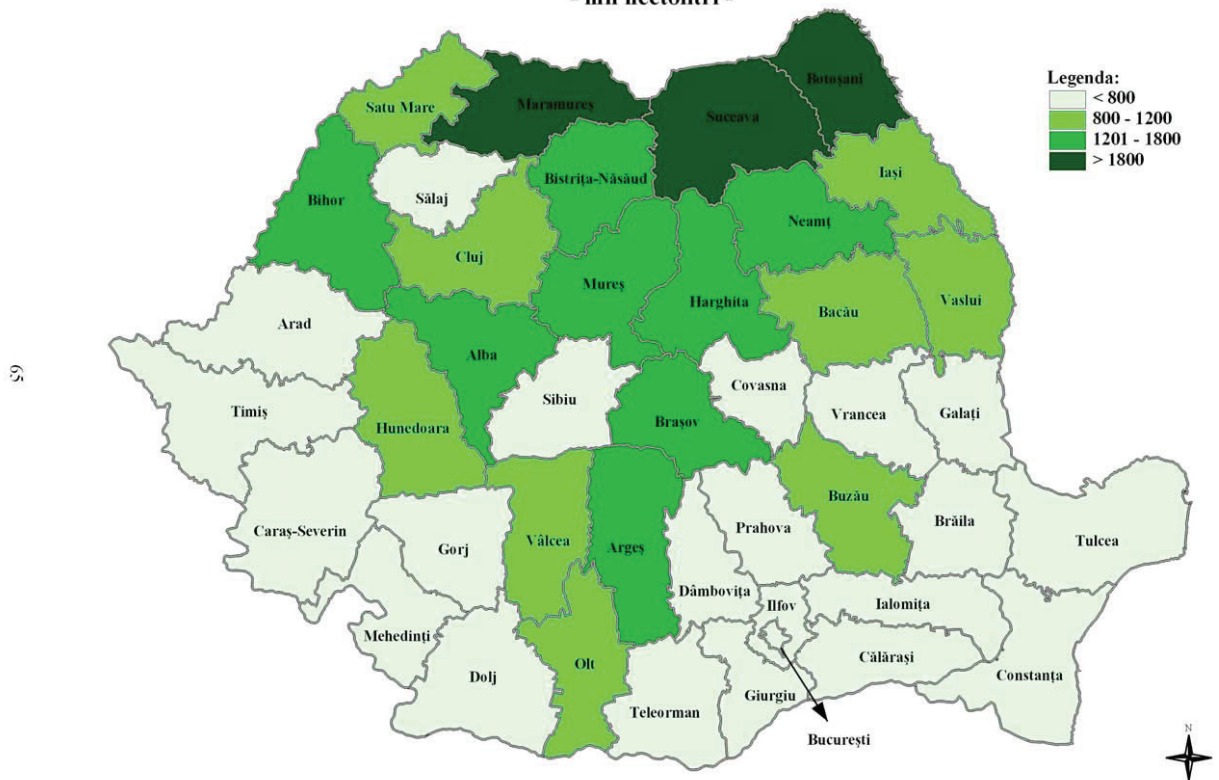 Legenda:
< 800
800 - 1200
1201 - 1800
> 1800
Botoșani
Satu Mare
Maramureș
Suceava
Iași
Bistrița-Năsăud
Bihor
Sălaj
Neamț
Cluj
Mureș
Harghita
Bacău
Vaslui
Arad
Alba
65
Timiș
Sibiu
Covasna
Vrancea
Galați
Hunedoara
Brașov
Buzău
Caraș-Severin
Gorj
Vâlcea
Argeș
Prahova
Brăila
Tulcea
Dâmbovița
Ilfov
Ialomița
Mehedinți
Dolj
Olt
Călărași
Constanța
Teleorman
Giurgiu
București
N